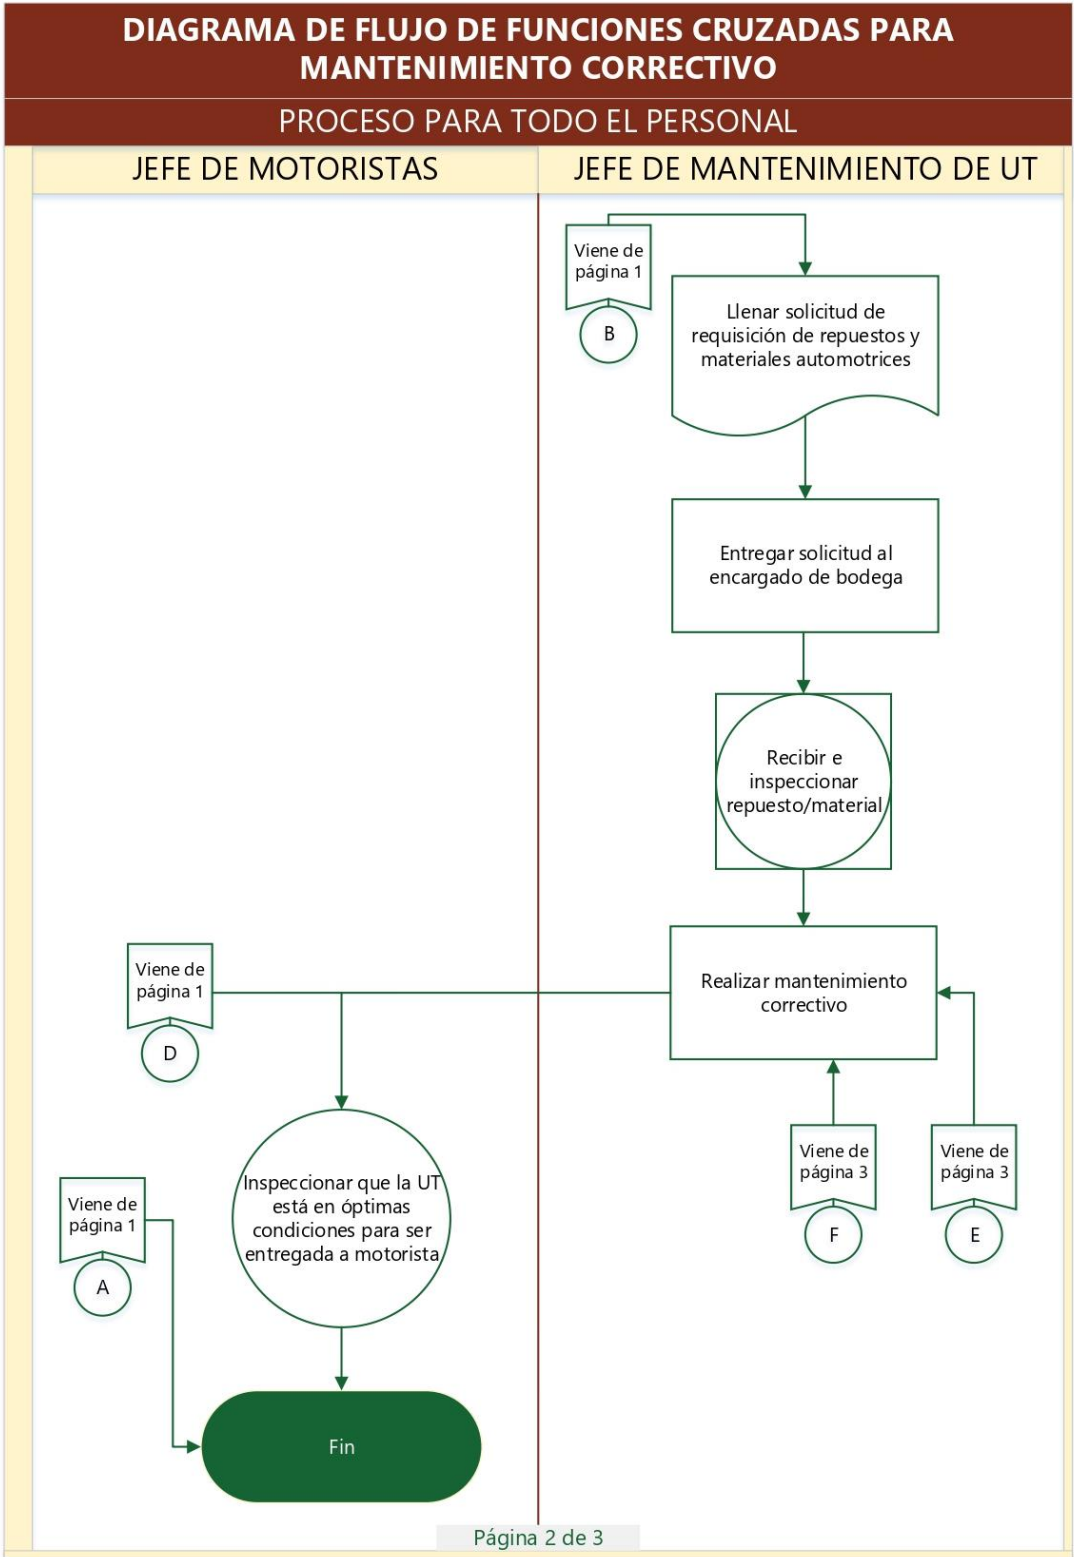 DIAGRAMA DE FLUJO DE FUNCIONES CRUZADAS PARA
MANTENIMIENTO CORRECTIVO
PROCESO PARA TODO EL PERSONAL
JEFE DE MOTORISTAS
JEFE DE MANTENIMIENTO DE UT
Viene de
página 1
B
Llenar solicitud de
requisición de repuestos y
materiales automotrices
Entregar solicitud al
encargado de bodega
Recibir e
inspeccionar
repuesto/material
Realizar mantenimiento
correctivo
Viene de
página 1
D
Viene de
página 3
F
Viene de
página 3
E
Inspeccionar que la UT
está en óptimas
condiciones para ser
entregada a motorista
Viene de
página 1
A
Fin
Página 2 de 3